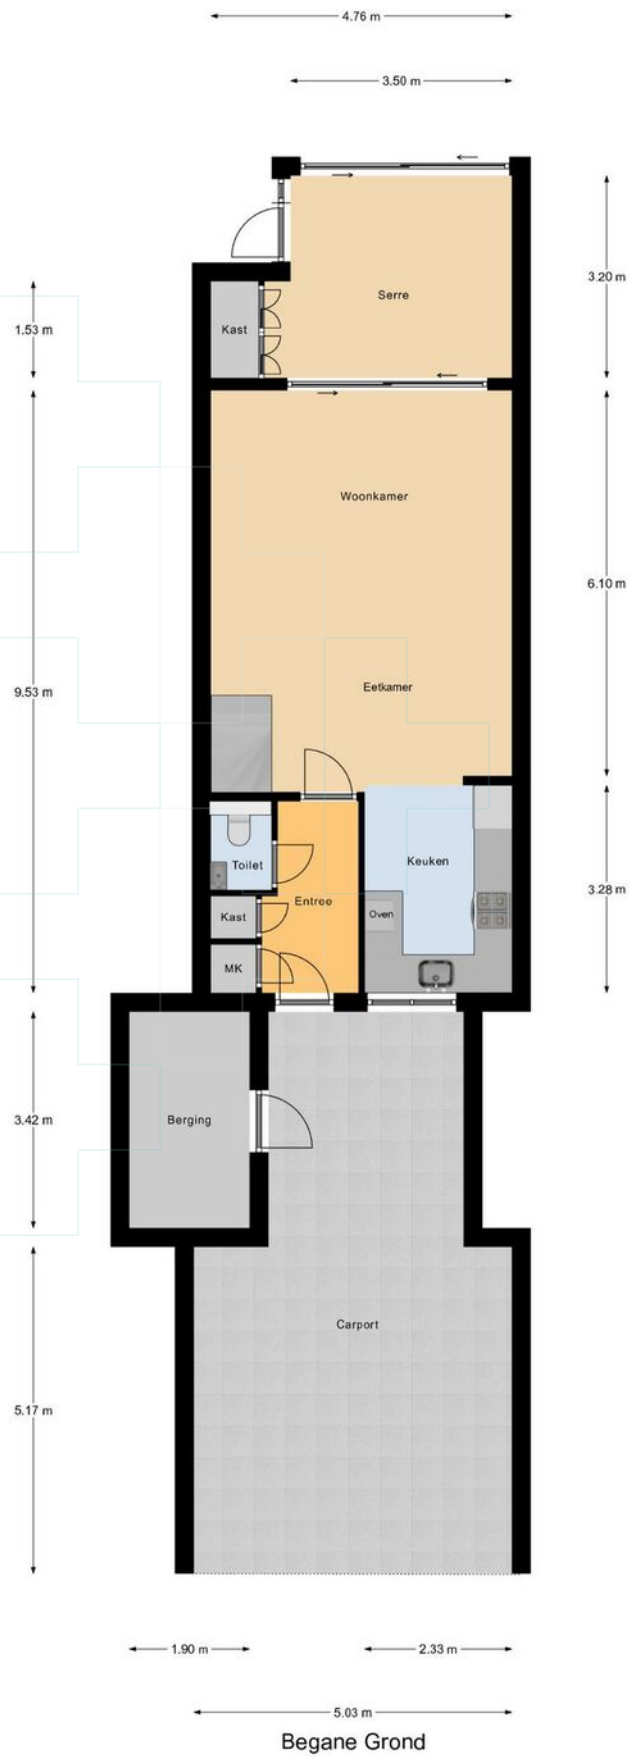 4.76 m
3.50 m
3.20 m
Serre
1.53 m
Kast
Woonkamer
6.10 m
Eetkamer
9.53 m
Keuken
Toilet
3.28 m
Entree
Oven
Kast
MK
3.42 m
Berging
Carport
5.17 m
1.90 m
2.33 m
5.03 m
Begane Grond